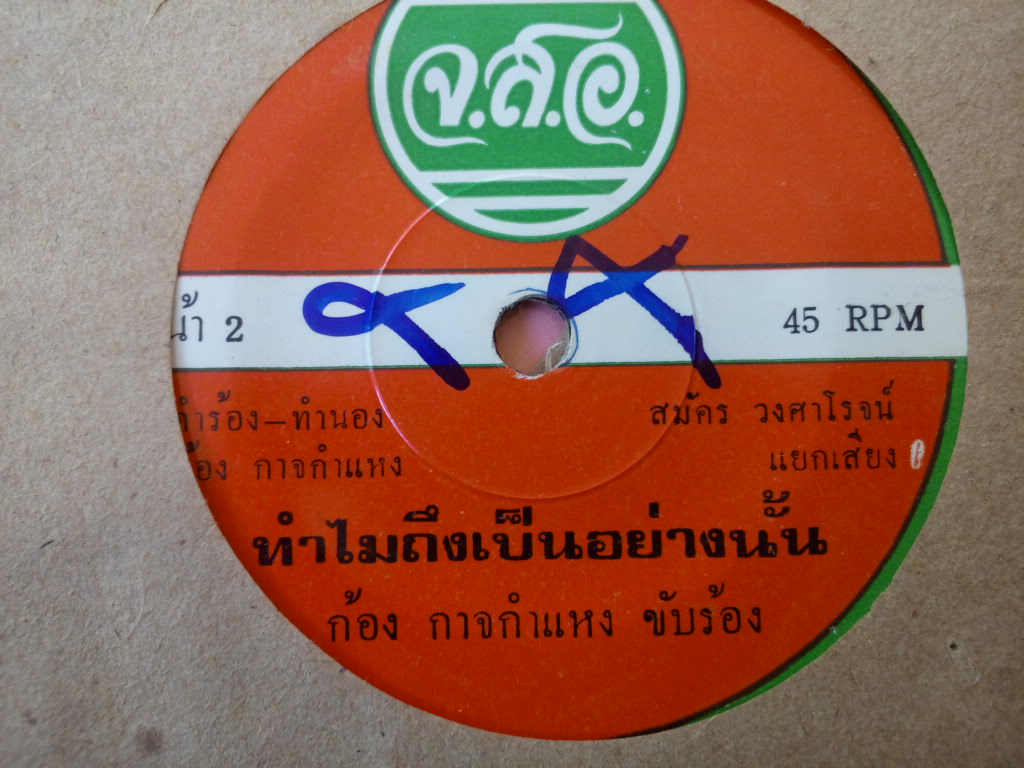 จ.ส.อ.
น้ำ 2
45 RPM
คำร้อง–ทำนอง
สมัคร วงศาโรจน์
ก้อง กาจกำแหง
แยกเสียง
ทำไมถึงเป็นอย่างนั้น
ก้อง กาจกำแหง ขับร้อง